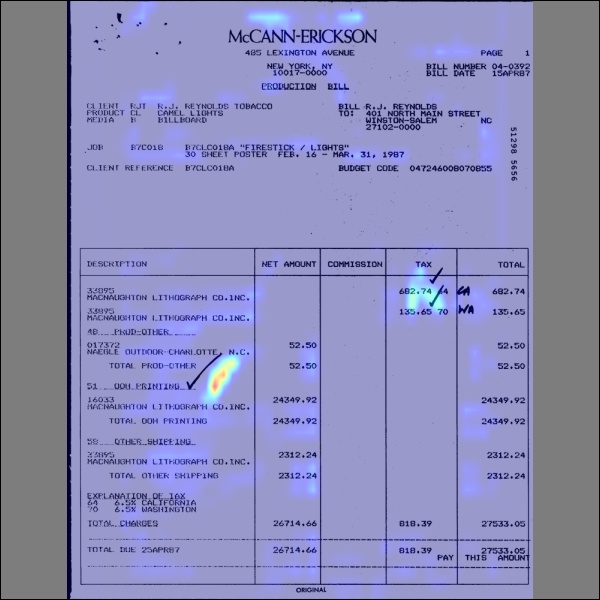 McCANN-ERICKSON
485 LEXINGTON AVENUE
PAGE 1
NEW YORK, NY
10017-0000
BILL NUMBER 04-0392
BILL DATE 15APR87
PRODUCTION BILL
CLIENT RJT R.J. REYNOLDS TOBACCO
PRODUCT CL CAMEL LIGHTS
MEDIA B BILLBOARD
BILL R.J. REYNOLDS
TO: 401 NORTH MAIN STREET
WINSTON-SALEM NC
27102-0000
JOB B7C018 B7CLC018A "FIRESTICK / LIGHTS"
30 SHEET POSTER FEB. 16 - MAR. 31, 1987
CLIENT REFERENCE B7CLC018A
BUDGET CODE 047246008070855
51298 5656
DESCRIPTION NET AMOUNT COMMISSION TAX TOTAL
33895
MACNAUGHTON LITHOGRAPH CO.INC. 682.74 64 CA 682.74
33895
MACNAUGHTON LITHOGRAPH CO.INC. 135.65 70 WA 135.65
48 PROD-OTHER
017372
NAEGLE OUTDOOR-CHARLOTTE, N.C. 52.50 52.50
TOTAL PROD-OTHER 52.50 52.50
51 OOH PRINTING
16033
MACNAUGHTON LITHOGRAPH CO.INC. 24349.92 24349.92
TOTAL OOH PRINTING 24349.92 24349.92
58 OTHER SHIPPING
33895
MACNAUGHTON LITHOGRAPH CO.INC. 2312.24 2312.24
TOTAL OTHER SHIPPING 2312.24 2312.24
EXPLANATION OF TAX
64 6.5% CALIFORNIA
70 6.5% WASHINGTON
TOTAL CHARGES 26714.66 818.39 27533.05
TOTAL DUE 25APR87 26714.66 818.39 27533.05
PAY THIS AMOUNT
ORIGINAL